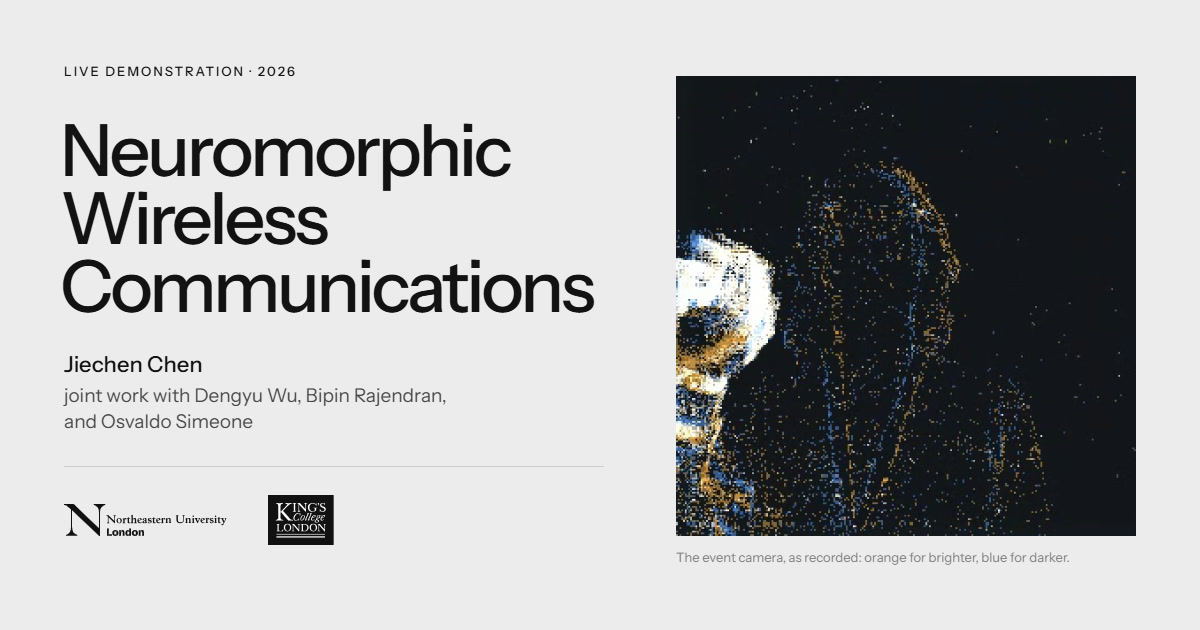 LIVE DEMONSTRATION · 2026
Neuromorphic
Wireless
Communications
Jiechen Chen
joint work with Dengyu Wu, Bipin Rajendran,
and Osvaldo Simeone
N Northeastern University
London
KING'S
College
LONDON
The event camera, as recorded: orange for brighter, blue for darker.